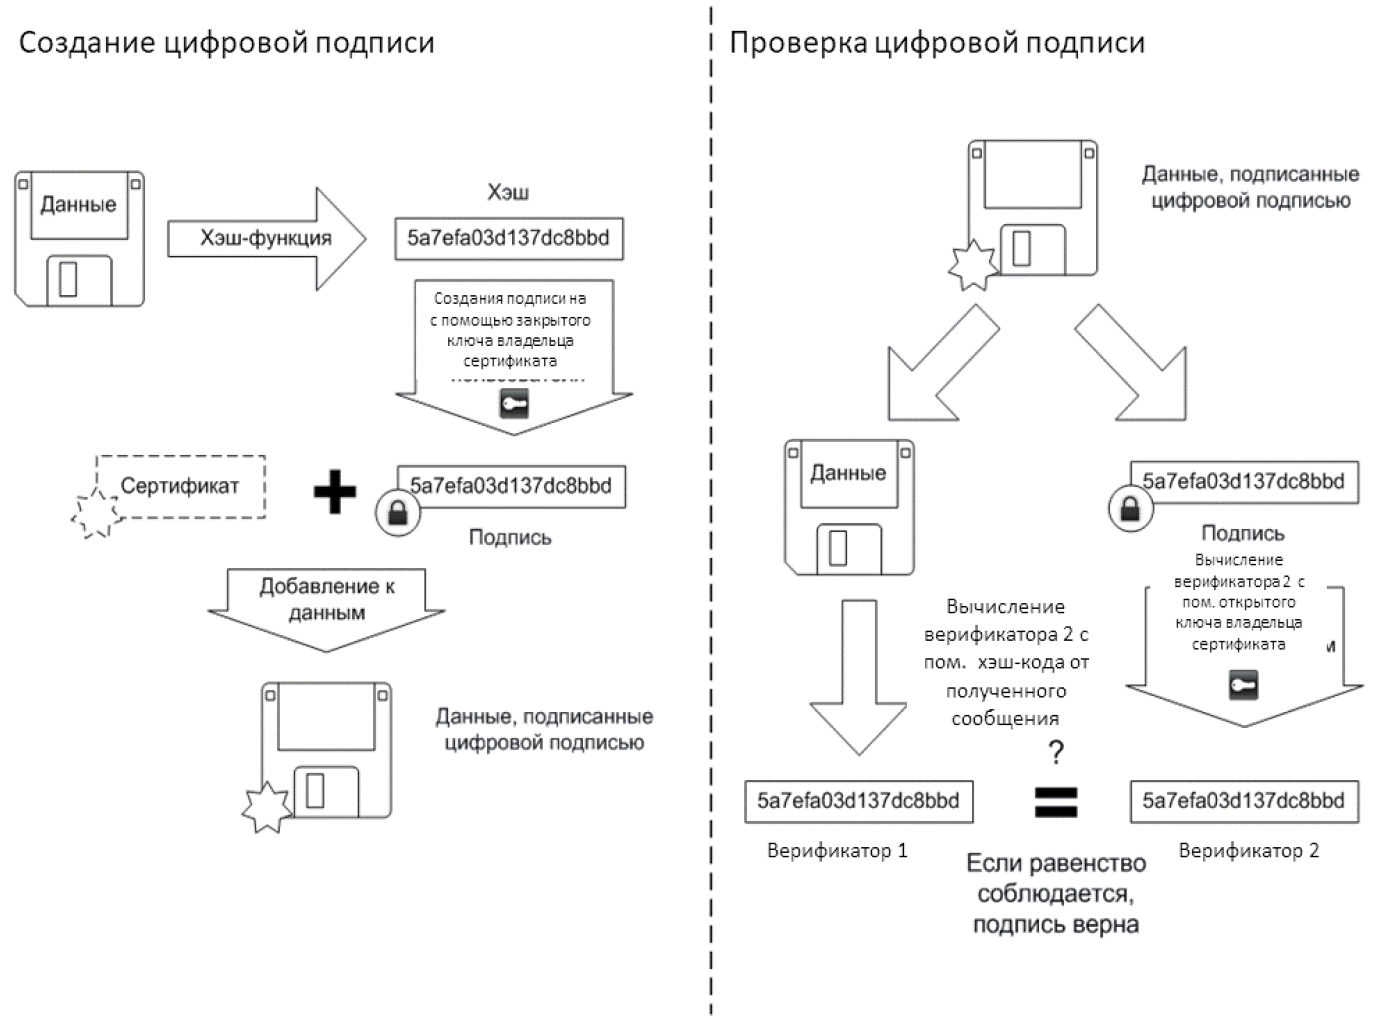 Создание цифровой подписи
Данные
Хэш-функция
Хэш
5a7efa03d137dc8bbd
Создания подписи на
с помощью закрытого
ключа владельца
сертификата
Сертификат
5a7efa03d137dc8bbd
Подпись
Добавление к
данным
Данные, подписанные
цифровой подписью
Проверка цифровой подписи
Данные, подписанные
цифровой подписью
Данные
5a7efa03d137dc8bbd
Подпись
Вычисление
верификатора 2 с
пом. хэш-кода от
полученного
сообщения
Вычисление
верификатора2 с
пом. открытого
ключа владельца
сертификата
?
5a7efa03d137dc8bbd
5a7efa03d137dc8bbd
Верификатор 1
Верификатор 2
Если равенство
соблюдается,
подпись верна